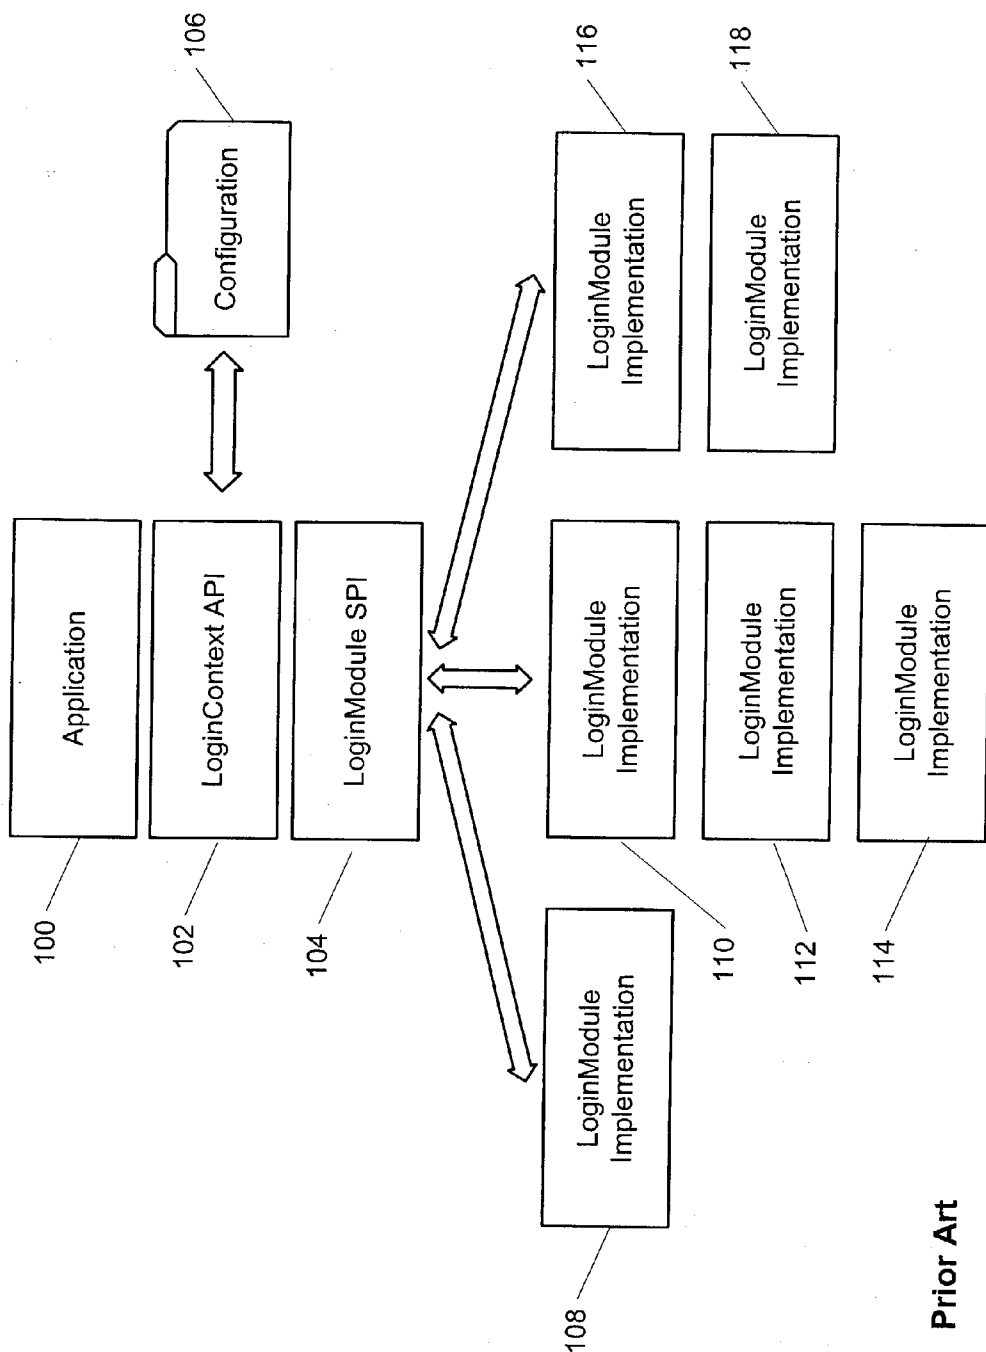 Application
100
LoginContext API
102
LoginModule SPI
104
Configuration
106
LoginModule
Implementation
108
LoginModule
Implementation
110
LoginModule
Implementation
112
LoginModule
Implementation
114
LoginModule
Implementation
116
LoginModule
Implementation
118
Prior Art